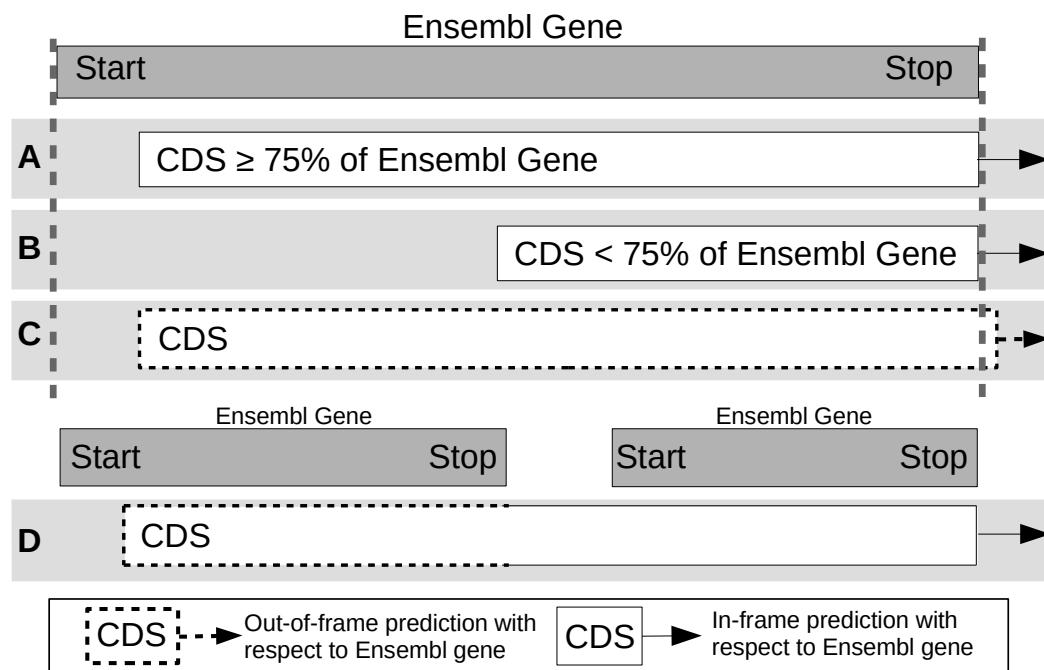 Ensembl Gene
Start Stop
A CDS ≥ 75% of Ensembl Gene
B CDS < 75% of Ensembl Gene
C CDS
Ensembl Gene Ensembl Gene
Start Stop Start Stop
D CDS
CDS Out-of-frame prediction with respect to Ensembl gene
CDS In-frame prediction with respect to Ensembl gene